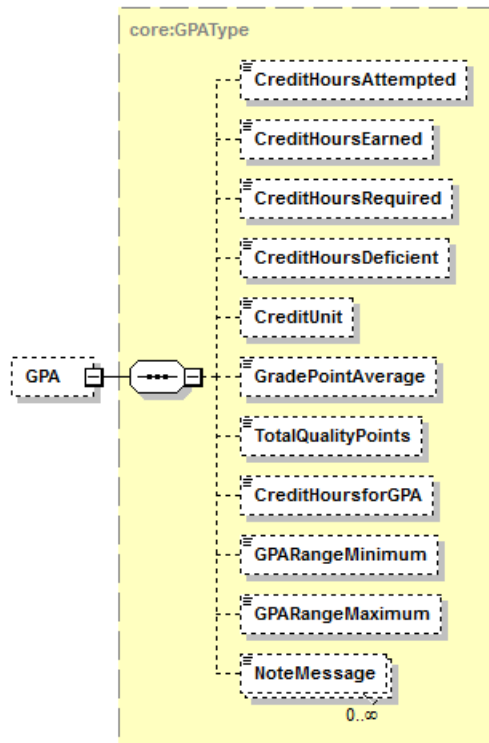 core:GPAType
CreditHoursAttempted
CreditHoursEarned
CreditHoursRequired
CreditHoursDeficient
CreditUnit
GPA
GradePointAverage
TotalQualityPoints
CreditHoursforGPA
GPARangeMinimum
GPARangeMaximum
NoteMessage
0..∞